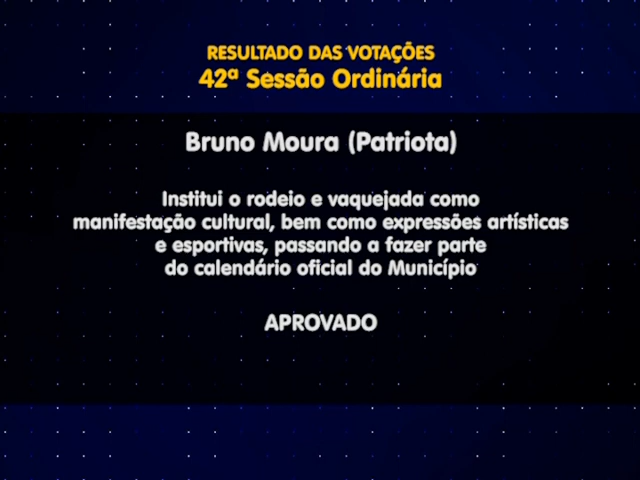 RESULTADO DAS VOTAÇÕES
42ª Sessão Ordinária
Bruno Moura (Patriota)
Institui o rodeio e vaquejada como
manifestação cultural, bem como expressões artísticas
e esportivas, passando a fazer parte
do calendário oficial do Município
APROVADO